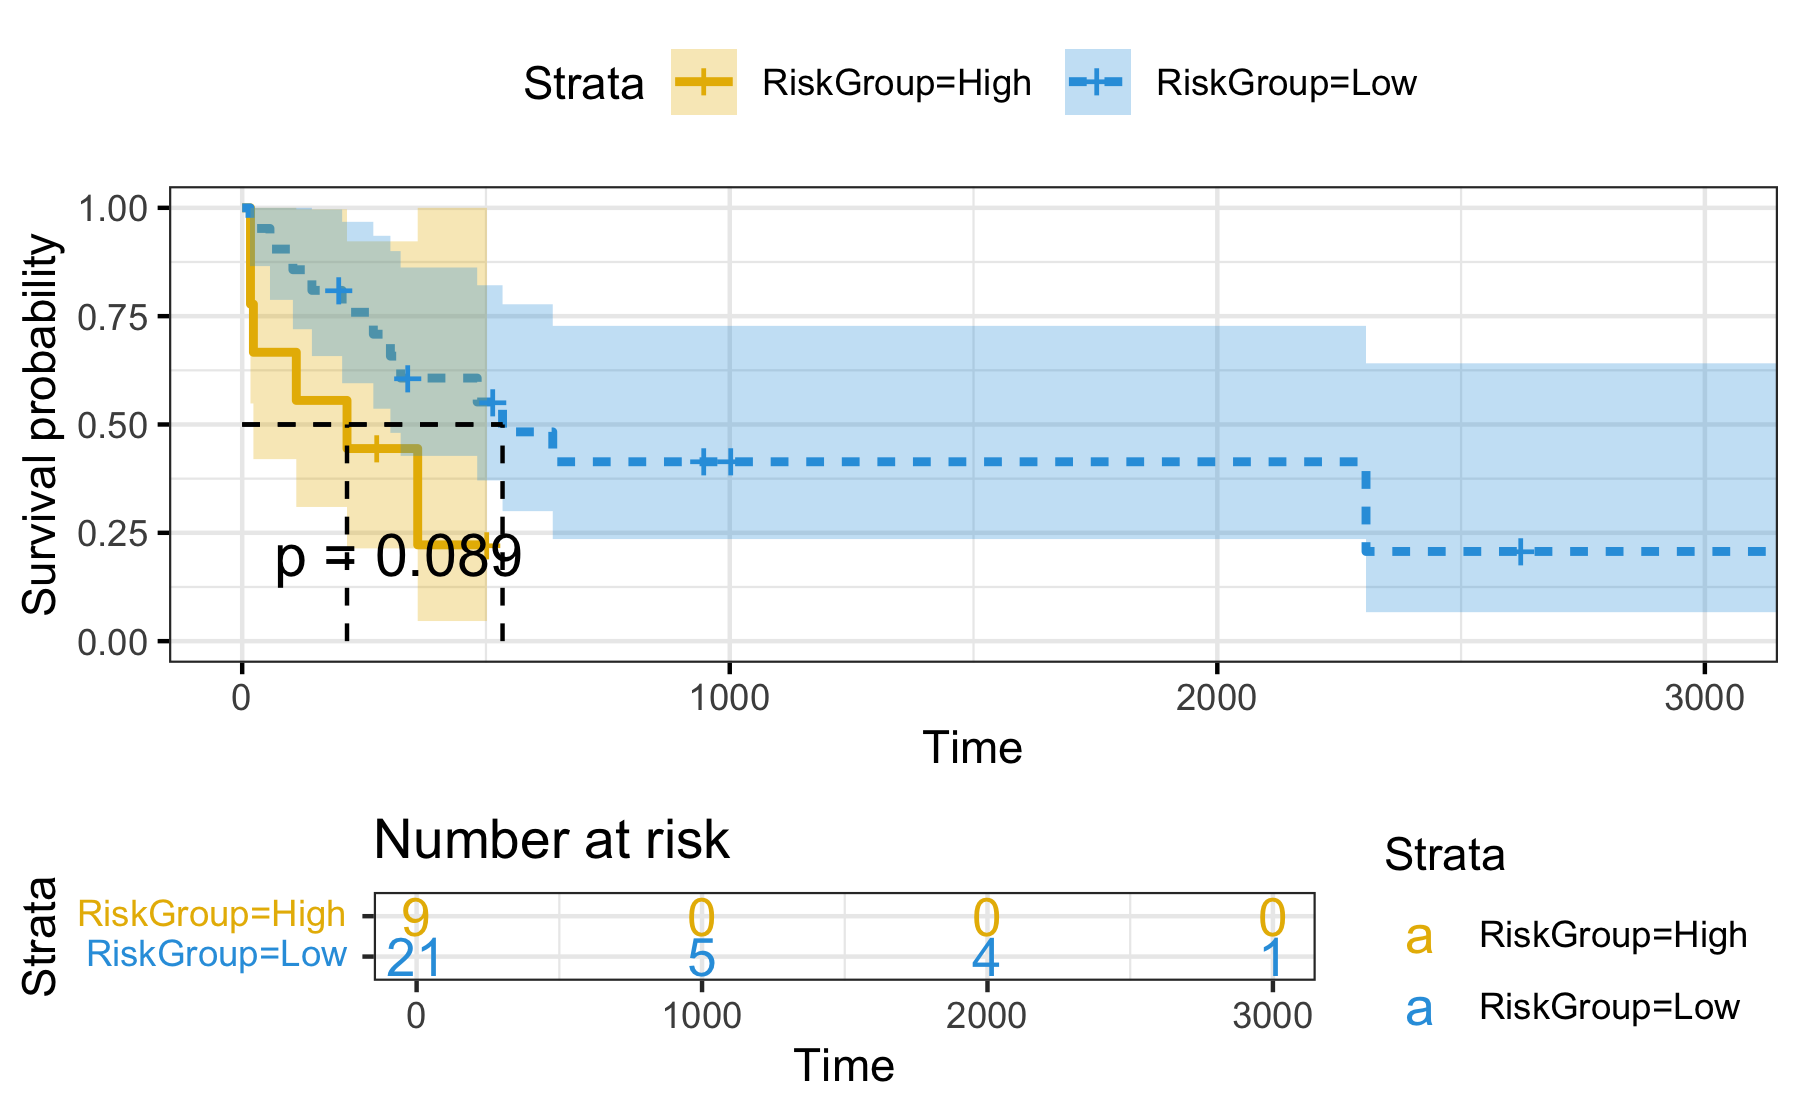 Strata RiskGroup=High RiskGroup=Low
Survival probability
1.00
0.75
0.50
0.25
0.00
p = 0.089
0 1000 2000 3000
Time
Number at risk
Strata
RiskGroup=High 9 0 0 0
RiskGroup=Low 21 5 4 1
0 1000 2000 3000
Time
Strata
a RiskGroup=High
a RiskGroup=Low